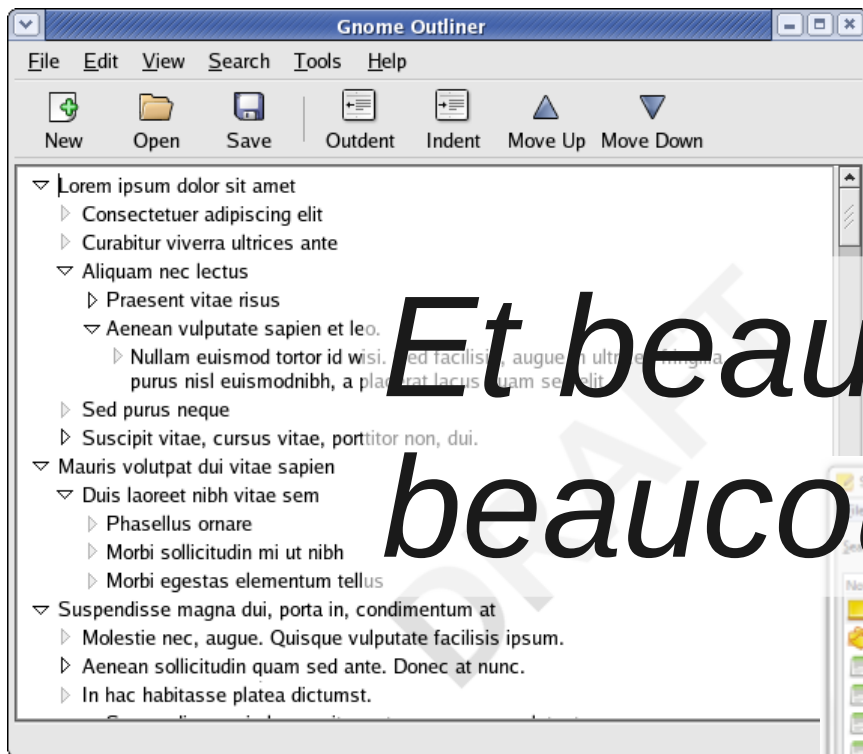 Gnome Outliner
File Edit View Search Tools Help
New Open Save Outdent Indent Move Up Move Down
Lorem ipsum dolor sit amet
Consectetuer adipiscing elit
Curabitur viverra ultrices ante
Aliquam nec lectus
Praesent vitae risus
Aenean vulputate sapien et leo.
Nullam euismod tortor id wisi.
purus nisl euismodnibh, a
Sed purus neque
Suscipit vitae, cursus vitae, porttitor non, dui.
Mauris volutpat dui vitae sapien
Duis laoreet nibh vitae sem
Phasellus ornare
Morbi sollicitudin mi ut nibh
Morbi egestas elementum tellus
Suspendisse magna dui, porta in, condimentum at
Molestie nec, augue. Quisque vulputate facilisis ipsum.
Aenean sollicitudin quam sed ante. Donec at nunc.
In hac habitasse platea dictumst.
Et beau
beauco
DRAFT